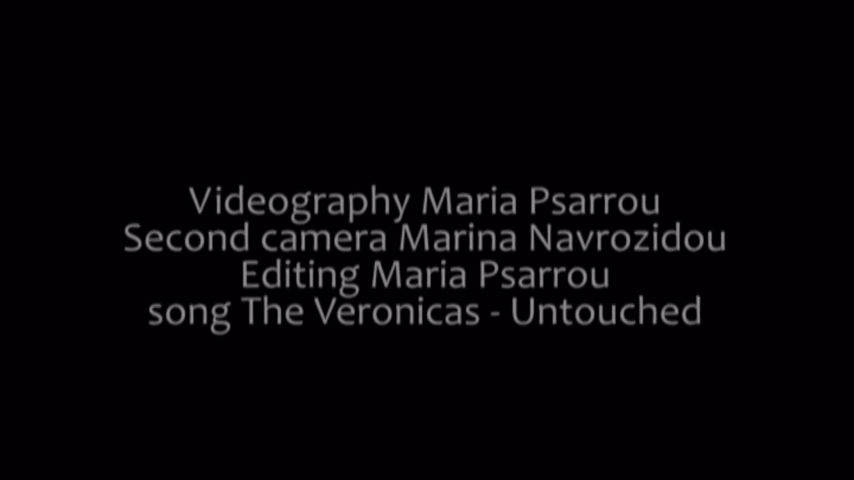 Videography Maria Psarrou
Second camera Marina Navrozidou
Editing Maria Psarrou
song The Veronicas - Untouched